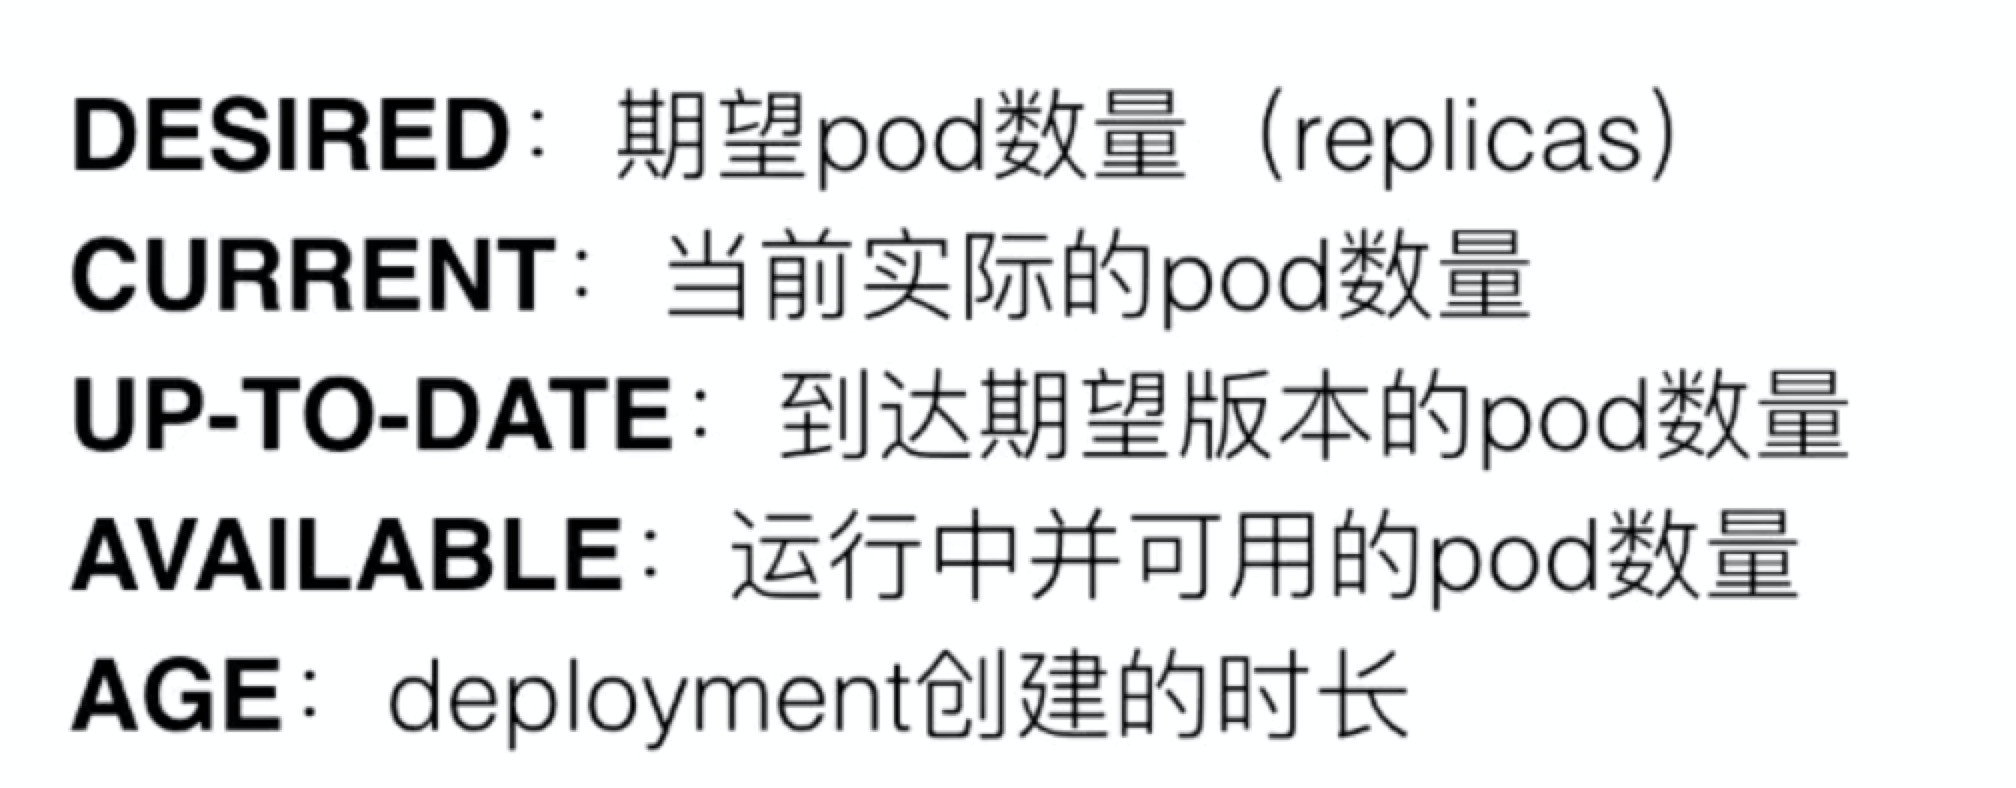 DESIRED：期望pod数量（replicas）
CURRENT：当前实际的pod数量
UP-TO-DATE：到达期望版本的pod数量
AVAILABLE：运行中并可用的pod数量
AGE：deployment创建的时长